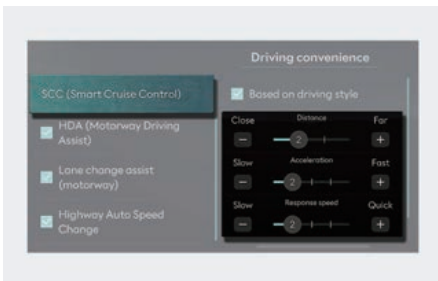 Driving convenience
SCC (Smart Cruise Control)
HDA (Motorway Driving
Assist)
Lane change assist
(motorway)
Highway Auto Speed
Change
Based on driving style
Close Distance Far
2
Slow Acceleration Fast
2
Slow Response speed Quick
2